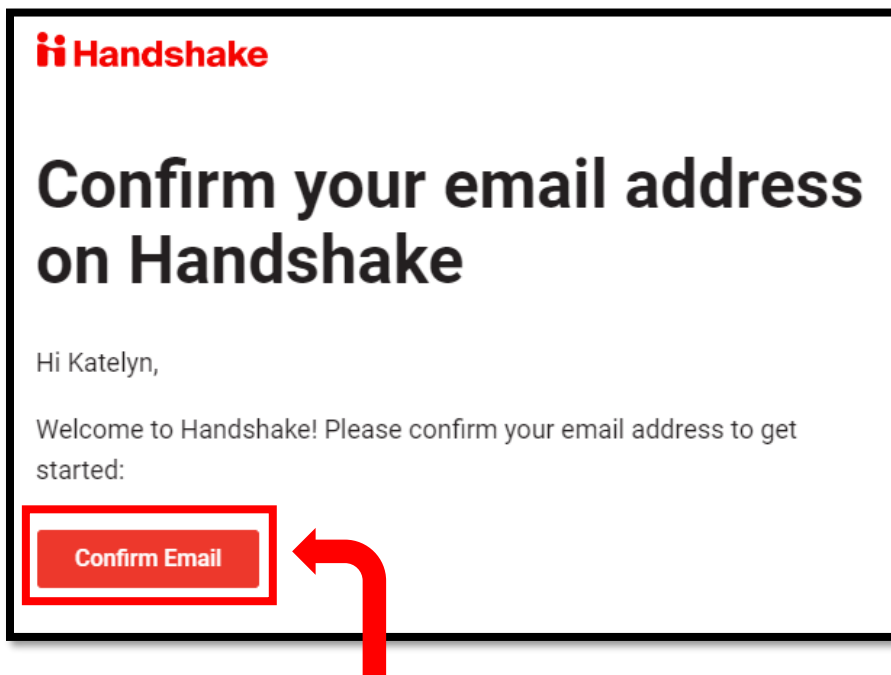 Handshake
Confirm your email address
on Handshake
Hi Katelyn,
Welcome to Handshake! Please confirm your email address to get
started:
Confirm Email